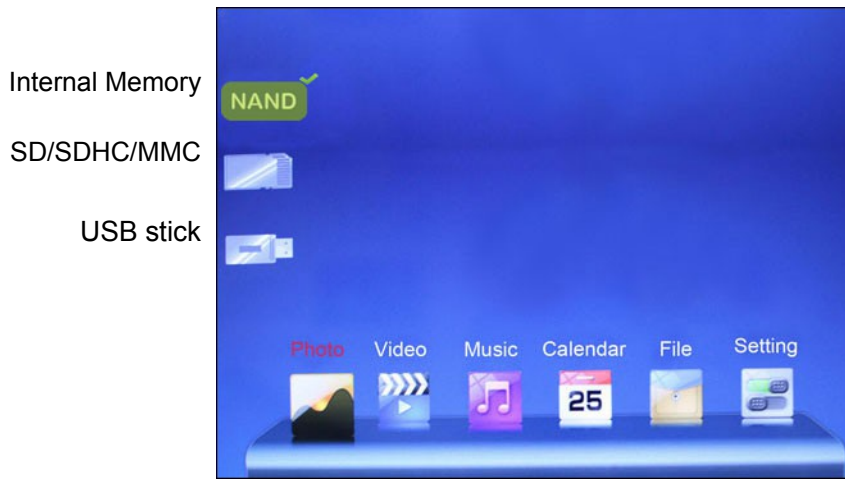 Internal Memory
NAND
SD/SDHC/MMC
USB stick
Photo Video Music Calendar File Setting
25